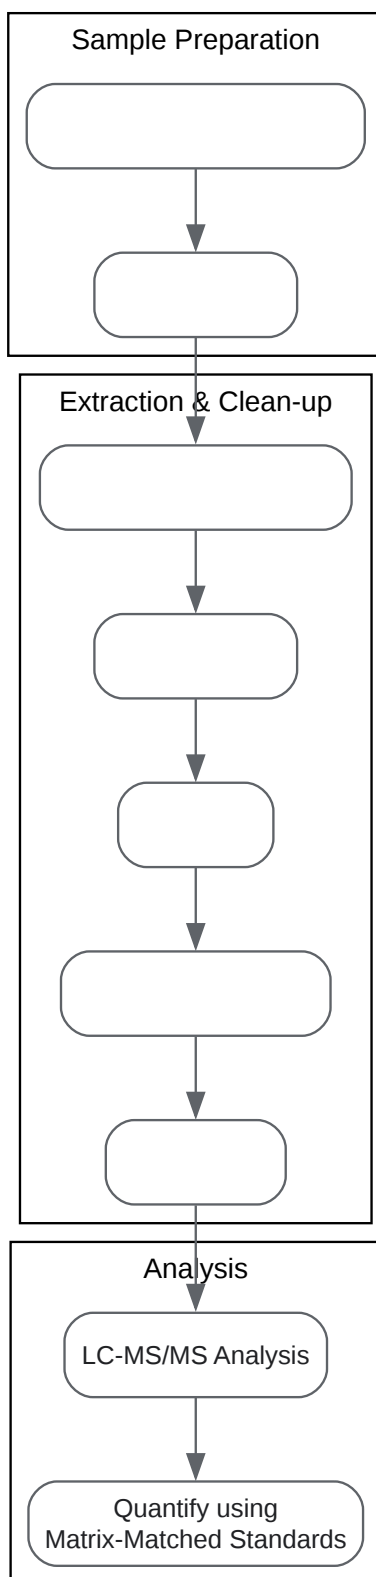 Sample Preparation
Extraction & Clean-up
Analysis
LC-MS/MS Analysis
Quantify using
Matrix-Matched Standards